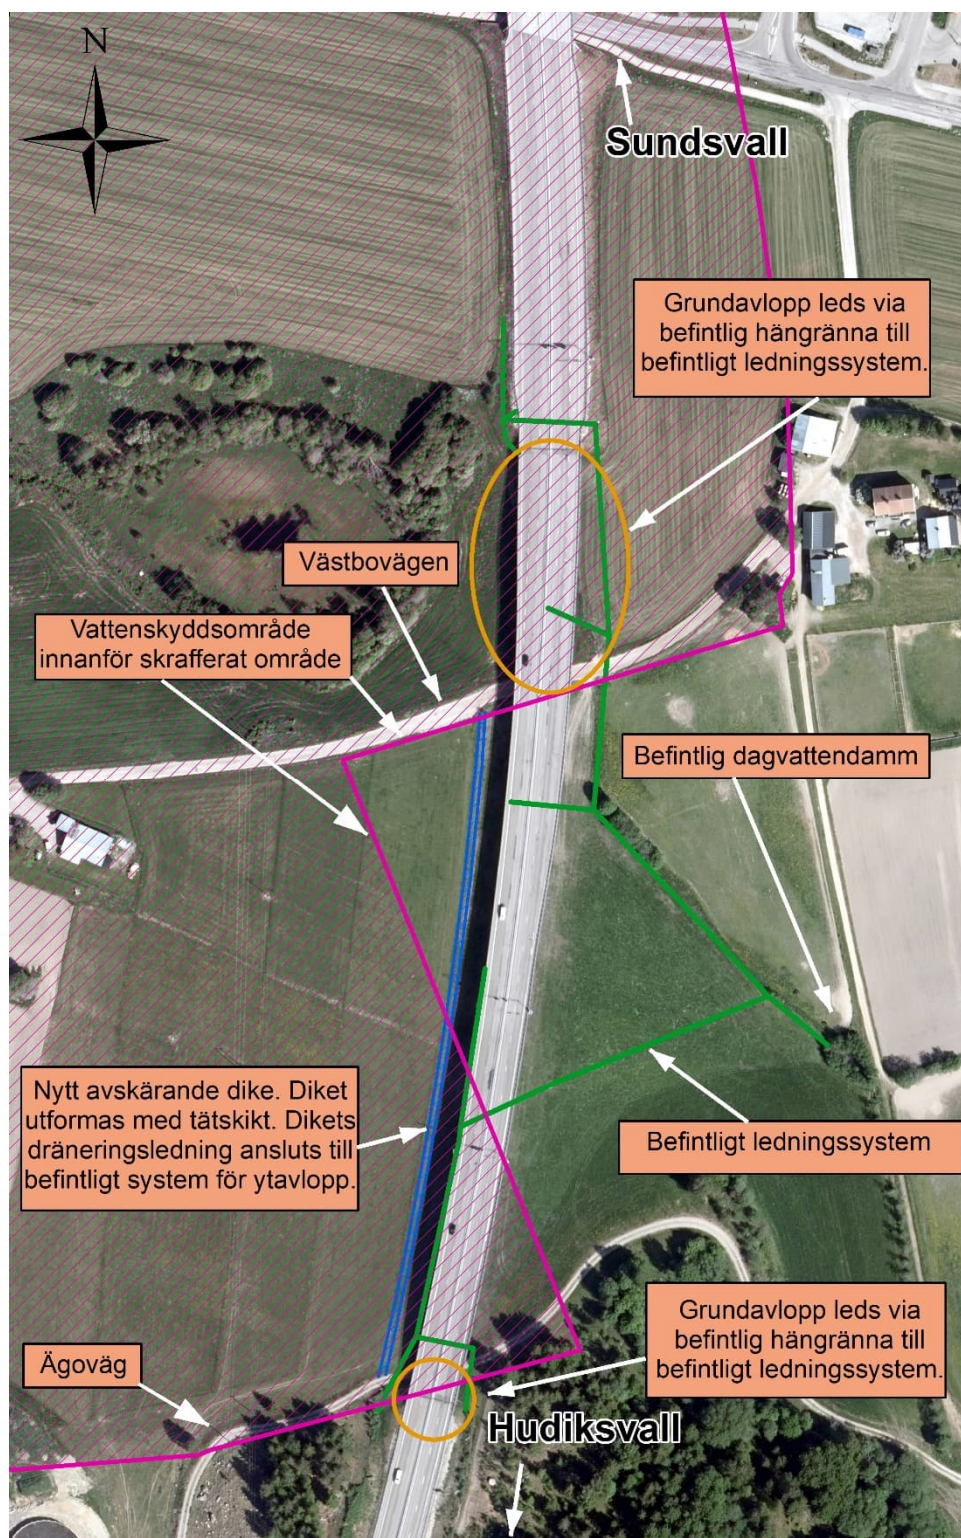 N
Sundsvall
Grundavlopp leds via
befintlig hängränna till
befintligt ledningssystem.
Västbovägen
Vattenskyddsområde
innanför skrafferat område
Befintlig dagvattendamm
Nytt avskärande dike. Diket
utformas med tätskikt. Dikets
dräneringsledning ansluts till
befintligt system för ytavlopp.
Befintligt ledningssystem
Grundavlopp leds via
befintlig hängränna till
befintligt ledningssystem.
Ägoväg
Hudiksvall